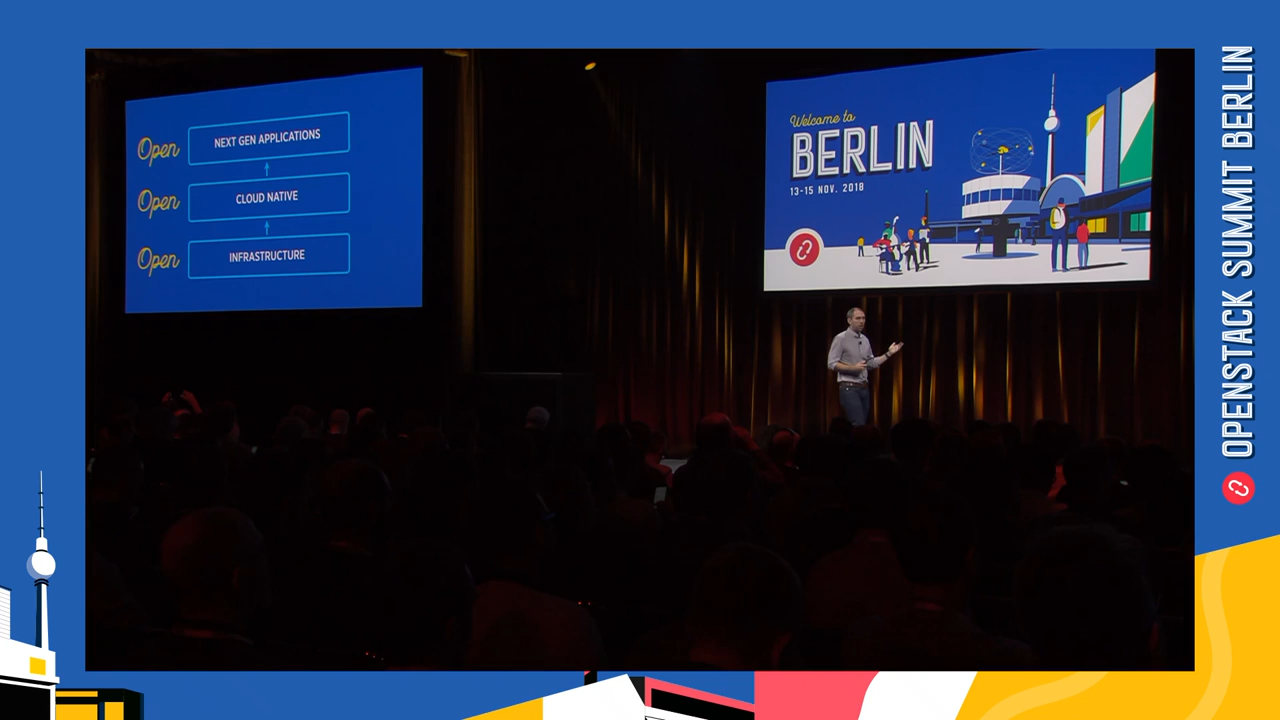 Open NEXT GEN APPLICATIONS
Open CLOUD NATIVE
Open INFRASTRUCTURE
Welcome to
BERLIN
13-15 NOV. 2018
OPENSTACK SUMMIT BERLIN